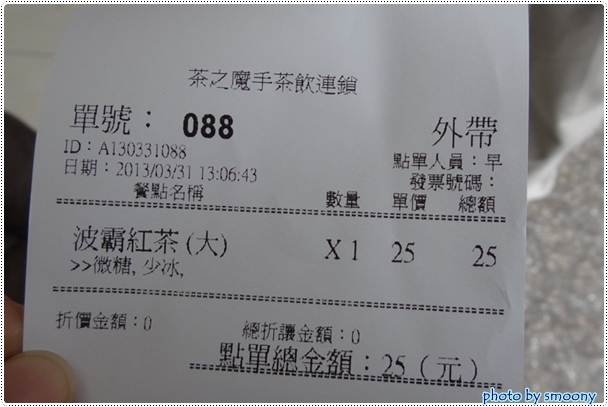 茶之魔手茶飲連鎖
單號： 088 外帶
ID：A130331088 點單人員：早
日期：2013/03/31 13:06:43 發票號碼：
餐點名稱 數量 單價 總額
波霸紅茶(大) X 1 25 25
>>微糖, 少冰,
折價金額：0 總折讓金額：0
點單總金額：25（元）
photo by smoony